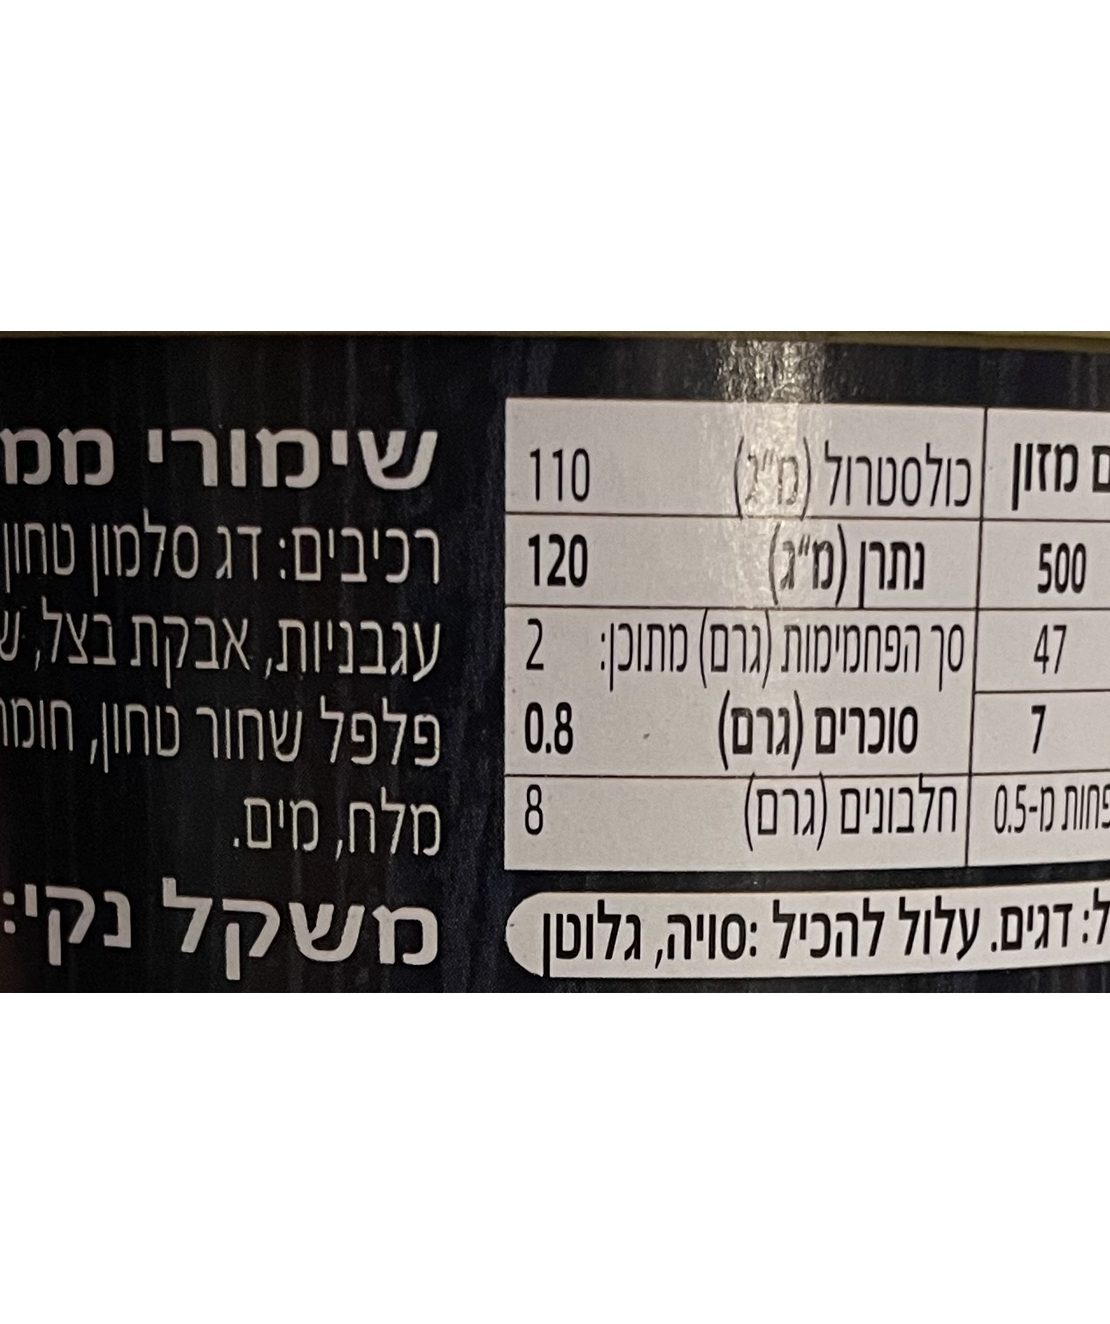 ם מזון
500
47
7
פחות מ-0.5
כולסטרול (מ"ג) 110
נתרן (מ"ג) 120
סך הפחמימות (גרם) מתוכן: 2
סוכרים (גרם) 0.8
חלבונים (גרם) 8
ל: דגים. עלול להכיל :סויה, גלוטן
שימורי ממ
רכיבים: דג סלמון טחון
עגבניות, אבקת בצל, ש
פלפל שחור טחון, חומר
מלח, מים.
משקל נקי: